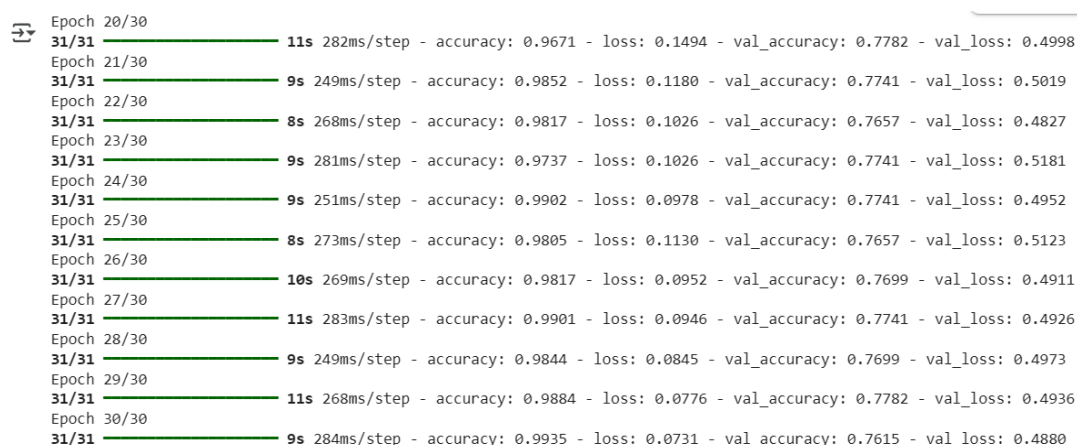 Epoch 20/30
31/31 11s 282ms/step - accuracy: 0.9671 - loss: 0.1494 - val_accuracy: 0.7782 - val_loss: 0.4998
Epoch 21/30
31/31 9s 249ms/step - accuracy: 0.9852 - loss: 0.1180 - val_accuracy: 0.7741 - val_loss: 0.5019
Epoch 22/30
31/31 8s 268ms/step - accuracy: 0.9817 - loss: 0.1026 - val_accuracy: 0.7657 - val_loss: 0.4827
Epoch 23/30
31/31 9s 281ms/step - accuracy: 0.9737 - loss: 0.1026 - val_accuracy: 0.7741 - val_loss: 0.5181
Epoch 24/30
31/31 9s 251ms/step - accuracy: 0.9902 - loss: 0.0978 - val_accuracy: 0.7741 - val_loss: 0.4952
Epoch 25/30
31/31 8s 273ms/step - accuracy: 0.9805 - loss: 0.1130 - val_accuracy: 0.7657 - val_loss: 0.5123
Epoch 26/30
31/31 10s 269ms/step - accuracy: 0.9817 - loss: 0.0952 - val_accuracy: 0.7699 - val_loss: 0.4911
Epoch 27/30
31/31 11s 283ms/step - accuracy: 0.9901 - loss: 0.0946 - val_accuracy: 0.7741 - val_loss: 0.4926
Epoch 28/30
31/31 9s 249ms/step - accuracy: 0.9844 - loss: 0.0845 - val_accuracy: 0.7699 - val_loss: 0.4973
Epoch 29/30
31/31 11s 268ms/step - accuracy: 0.9884 - loss: 0.0776 - val_accuracy: 0.7782 - val_loss: 0.4936
Epoch 30/30
31/31 9s 284ms/step - accuracy: 0.9935 - loss: 0.0731 - val_accuracy: 0.7615 - val_loss: 0.4880